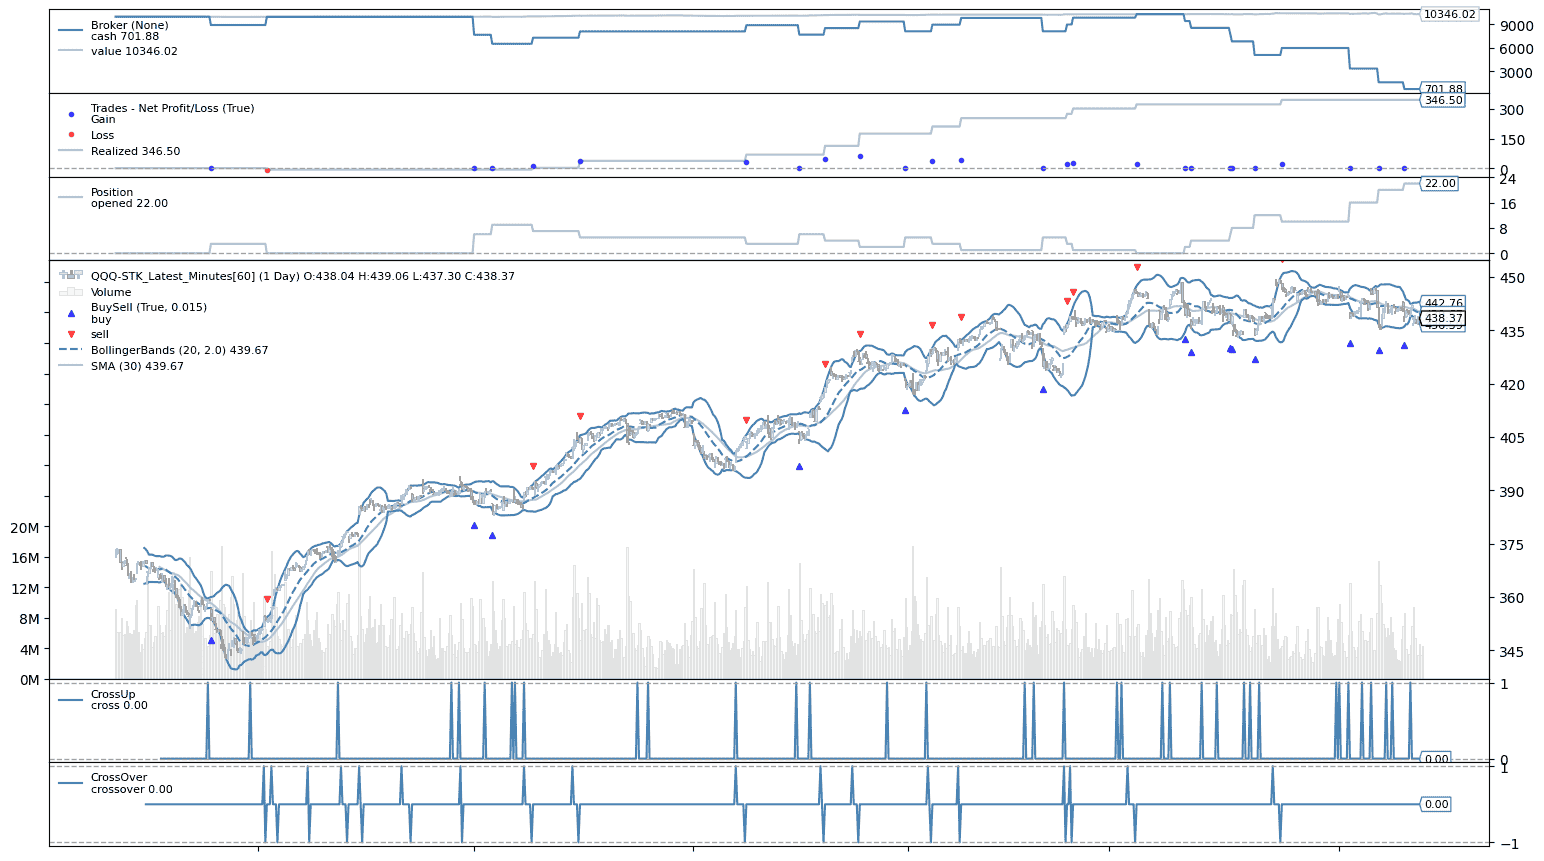 Broker (None)
cash 701.88
value 10346.02
10346.02
9000
6000
3000
701.88
Trades - Net Profit/Loss (True)
Gain
Loss
Realized 346.50
346.50
300
150
0
Position
opened 22.00
24
22.00
16
8
0
QQQ-STK_Latest_Minutes[60] (1 Day) O:438.04 H:439.06 L:437.30 C:438.37
Volume
BuySell (True, 0.015)
buy
sell
BollingerBands (20, 2.0) 439.67
SMA (30) 439.67
450
442.76
438.37
435
420
405
390
375
360
345
20M
16M
12M
8M
4M
0M
CrossUp
cross 0.00
1
0.00
0
CrossOver
crossover 0.00
1
0.00
−1